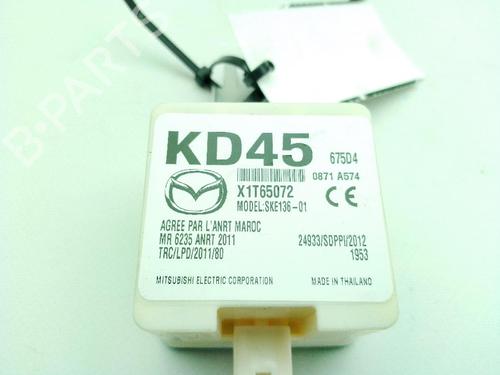 B-PARTS
KD45 675D4
0871 A574
X1T65072
MODEL:SKE136-01
AGREE PAR L'ANRT MAROC
MR 6235 ANRT 2011 24933/SDPPI/2012
TRC/LPD/2011/80 1953
MITSUBISHI ELECTRIC CORPORATION MADE IN THAILAND